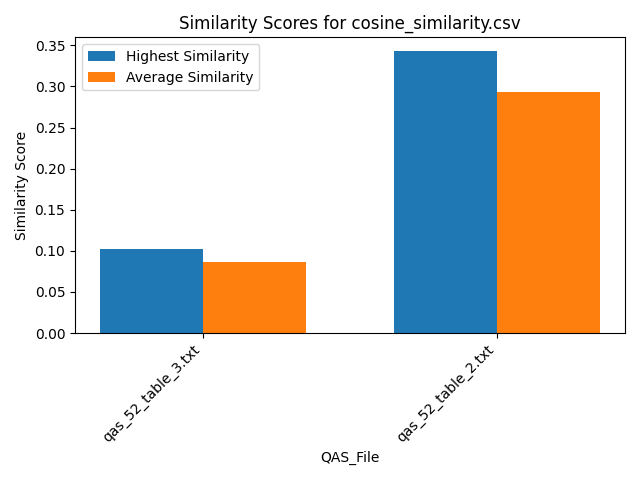 Similarity Scores for cosine_similarity.csv
Highest Similarity
Average Similarity
Similarity Score
0.35
0.30
0.25
0.20
0.15
0.10
0.05
0.00
qas_52_table_3.txt
qas_52_table_2.txt
QAS_File